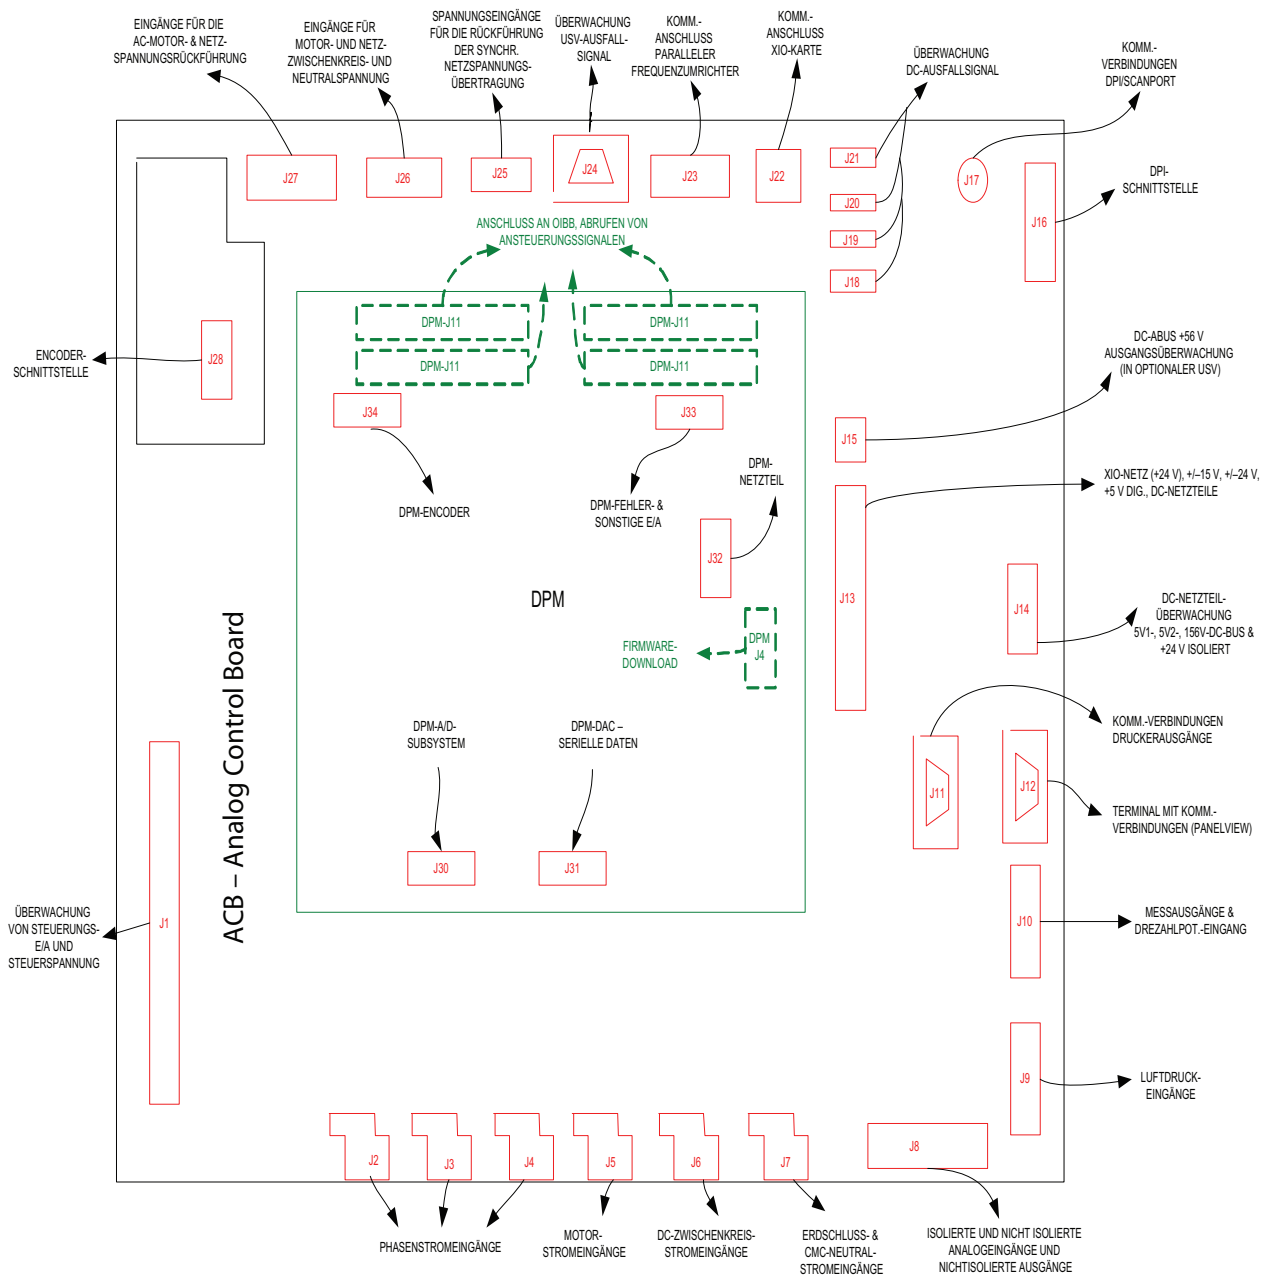 EINGÄNGE FÜR DIE
AC-MOTOR- & NETZ-
SPANNUNGSRÜCKFÜHRUNG
EINGÄNGE FÜR
MOTOR- UND NETZ-
ZWISCHENKREIS- UND
NEUTRALSPANNUNG
SPANNUNGSEINGÄNGE
FÜR DIE RÜCKFÜHRUNG
DER SYNCHR.
NETZSPANNUNGS-
ÜBERTRAGUNG
ÜBERWACHUNG
USV-AUSFALL-
SIGNAL
KOMM.-
ANSCHLUSS
PARALLELER
FREQUENZUMRICHTER
KOMM.-
ANSCHLUSS
XIO-KARTE
ÜBERWACHUNG
DC-AUSFALLSIGNAL
KOMM.-
VERBINDUNGEN
DPI/SCANPORT
J27
J26
J25
J24
J23
J22
J21
J20
J19
J18
J17
J16
DPI-
SCHNITTSTELLE
ANSCHLUSS AN OIBB, ABRUFEN VON
ANSTEUERUNGSSIGNALEN
DPM-J11
DPM-J11
DPM-J11
DPM-J11
ENCODER-
SCHNITTSTELLE
J28
J34
J33
DPM-ENCODER
DPM-FEHLER- &
SONSTIGE E/A
DPM-
NETZTEIL
J32
J15
DC-ABUS +56 V
AUSGANGSÜBERWACHUNG
(IN OPTIONALER USV)
XIO-NETZ (+24 V), +/–15 V, +/–24 V,
+5 V DIG., DC-NETZTEILE
J13
J14
DC-NETZTEIL-
ÜBERWACHUNG
5V1-, 5V2-, 156V-DC-BUS &
+24 V ISOLIERT
DPM
FIRMWARE-
DOWNLOAD
DPM
J4
ACB – Analog Control Board
DPM-A/D-
SUBSYSTEM
DPM-DAC –
SERIELLE DATEN
J30
J31
KOMM.-VERBINDUNGEN
DRUCKERAUSGÄNGE
J11
J12
TERMINAL MIT KOMM.-
VERBINDUNGEN (PANELVIEW)
ÜBERWACHUNG
VON STEUERUNGS-
E/A UND
STEUERSPANNUNG
J1
J10
MESSAUSGÄNGE &
DREZAHLPOT.-EINGANG
J9
LUFTDRUCK-
EINGÄNGE
J2
J3
J4
J5
J6
J7
J8
PHASENSTROMEINGÄNGE
MOTOR-
STROMEINGÄNGE
DC-ZWISCHENKREIS-
STROMEINGÄNGE
ERDSCHLUSS- &
CMC-NEUTRAL-
STROMEINGÄNGE
ISOLIERTE UND NICHT ISOLIERTE
ANALOGEINGÄNGE UND
NICHTISOLIERTE AUSGÄNGE